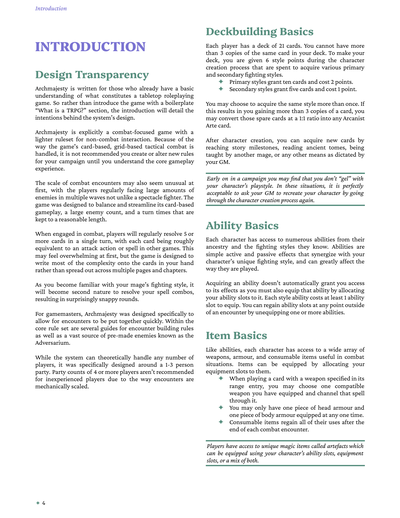 Introduction
INTRODUCTION
Design Transparency
Archmajesty is written for those who already have a basic
understanding of what constitutes a tabletop roleplaying
game. So rather than introduce the game with a boilerplate
"What is a TRPG?" section, the introduction will detail the
intentions behind the system's design.
Archmajesty is explicitly a combat-focused game with a
lighter ruleset for non-combat interaction. Because of the
way the game's card-based, grid-based tactical combat is
handled, it is not recommended you create or alter new rules
for your campaign until you understand the core gameplay
experience.
The scale of combat encounters may also seem unusual at
first, with the players regularly facing large amounts of
enemies in multiple waves not unlike a spectacle fighter. The
game was designed to balance and streamline its card-based
gameplay, a large enemy count, and a turn times that are
kept to a reasonable length.
When engaged in combat, players will regularly resolve 5 or
more cards in a single turn, with each card being roughly
equivalent to an attack action or spell in other games. This
may feel overwhelming at first, but the game is designed to
write most of the complexity onto the cards in your hand
rather than spread out across multiple pages and chapters.
As you become familiar with your mage's fighting style, it
will become second nature to resolve your spell combos,
resulting in surprisingly snappy rounds.
For gamemasters, Archmajesty was specifically designed to
allow for encounters to be put together quickly. Within the
core rule set are several guides for encounter building rules
as well as a vast source of pre-made enemies known as the
Adversarium.
While the system can theoretically handle any number of
players, it was specifically designed around a 1-3 person
party. Party counts of 4 or more players aren't recommended
for inexperienced players due to the way encounters are
mechanically scaled.
Deckbuilding Basics
Each player has a deck of 21 cards. You cannot have more
than 3 copies of the same card in your deck. To make your
deck, you are given 6 style points during the character
creation process that are spent to acquire various primary
and secondary fighting styles.
✦ Primary styles grant ten cards and cost 2 points.
✦ Secondary styles grant five cards and cost 1 point.
You may choose to acquire the same style more than once. If
this results in you gaining more than 3 copies of a card, you
may convert those spare cards at a 1:1 ratio into any Arcanist
Arte card.
After character creation, you can acquire new cards by
reaching story milestones, reading ancient tomes, being
taught by another mage, or any other means as dictated by
your GM.
Early on in a campaign you may find that you don't "gel" with
your character's playstyle. In these situations, it is perfectly
acceptable to ask your GM to recreate your character by going
through the character creation process again.
Ability Basics
Each character has access to numerous abilities from their
ancestry and the fighting styles they know. Abilities are
simple active and passive effects that synergize with your
character's unique fighting style, and can greatly affect the
way they are played.
Acquiring an ability doesn't automatically grant you access
to its effects as you must also equip that ability by allocating
your ability slots to it. Each style ability costs at least 1 ability
slot to equip. You can regain ability slots at any point outside
of an encounter by unequipping one or more abilities.
Item Basics
Like abilities, each character has access to a wide array of
weapons, armour, and consumable items useful in combat
situations. Items can be equipped by allocating your
equipment slots to them.
✦ When playing a card with a weapon specified in its
range entry, you may choose one compatible
weapon you have equipped and channel that spell
through it.
✦ You may only have one piece of head armour and
one piece of body armour equipped at any one time.
✦ Consumable items regain all of their uses after the
end of each combat encounter.
Players have access to unique magic items called artefacts which
can be equipped using your character's ability slots, equipment
slots, or a mix of both.
✦ 4